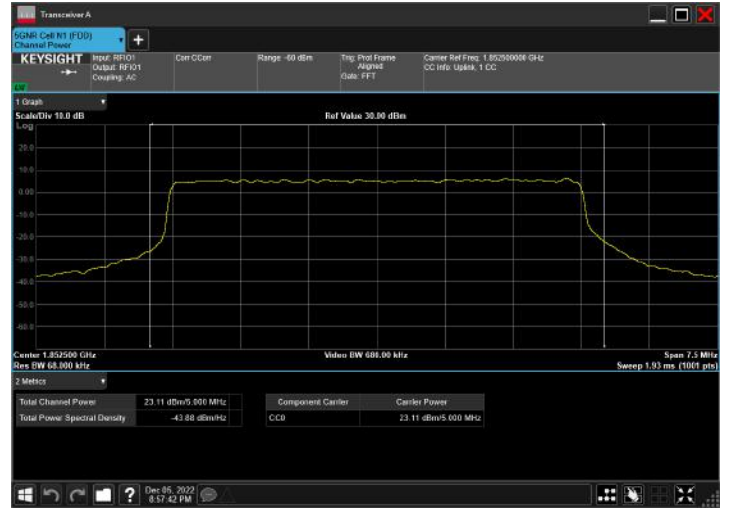 Transceiver A
5GNR Cell N1 (FDD)
Channel Power
KEYSIGHT
Input: RFIO1
Output: RFIO1
Coupling: AC
Corr CCorr
Range -60 dBm
Trig: Prot Frame
Aligned
Gate: FFT
Carrier Ref Freq: 1.852500000 GHz
CC Info: Uplink, 1 CC
1 Graph
Scale/Div 10.0 dB
Ref Value 30.00 dBm
Log
20.0
10.0
0.00
-10.0
-20.0
-30.0
-40.0
-50.0
-60.0
Center 1.852500 GHz
Video BW 680.00 kHz
Span 7.5 MHz
Res BW 68.000 kHz
Sweep 1.93 ms (1001 pts)
2 Metrics
Total Channel Power 23.11 dBm/5.000 MHz
Total Power Spectral Density -43.88 dBm/Hz
Component Carrier Carrier Power
CC0 23.11 dBm/5.000 MHz
Dec 05, 2022
8:57:42 PM